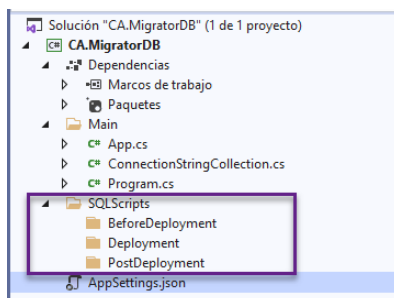 Solución "CA.MigratorDB" (1 de 1 proyecto)
C# CA.MigratorDB
Dependencias
Marcos de trabajo
Paquetes
Main
C# App.cs
C# ConnectionStringCollection.cs
C# Program.cs
SQLScripts
BeforeDeployment
Deployment
PostDeployment
AppSettings.json